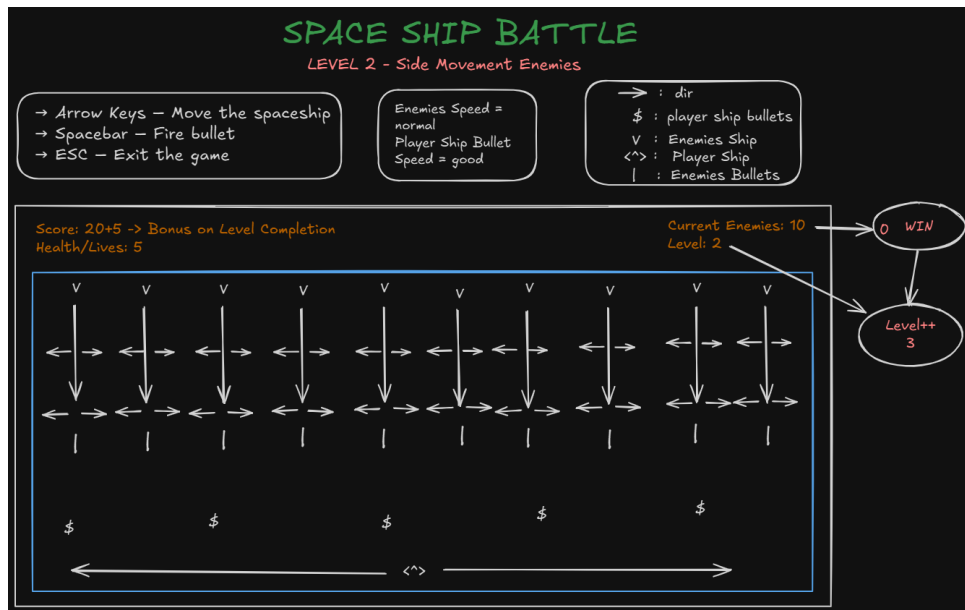 SPACE SHIP BATTLE
LEVEL 2 - Side Movement Enemies
→ Arrow Keys — Move the spaceship
→ Spacebar — Fire bullet
→ ESC — Exit the game
Enemies Speed =
normal
Player Ship Bullet
Speed = good
: dir
$ : player ship bullets
v : Enemies Ship
<^> : Player Ship
| : Enemies Bullets
Score: 20+5 -> Bonus on Level Completion
Health/Lives: 5
Current Enemies: 10
Level: 2
0 WIN
Level++
3
v v v v v v v v v v
| | | | | | | | | |
$ $ $ $ $
<^>